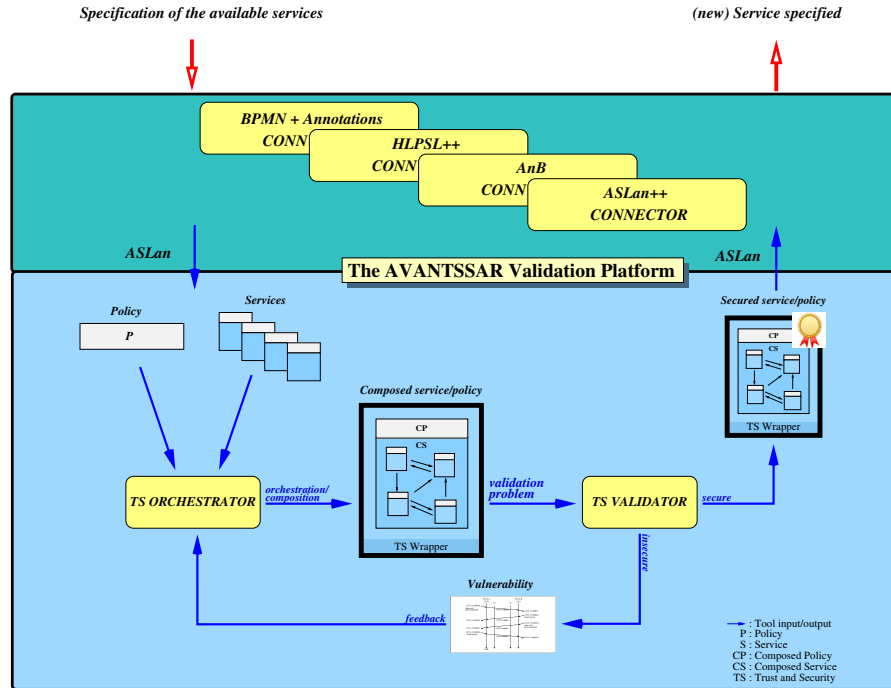 Specification of the available services
(new) Service specified
BPMN + Annotations
CONN
HLPSL++
CONN
AnB
CONN
ASLan++
CONNECTOR
ASLan
ASLan
The AVANTSSAR Validation Platform
Policy
P
Services
Secured service/policy
CP
CS
TS Wrapper
Composed service/policy
CP
CS
TS Wrapper
TS ORCHESTRATOR
orchestration/
composition
validation
problem
TS VALIDATOR
secure
insecure
Vulnerability
feedback
: Tool input/output
P : Policy
S : Service
CP : Composed Policy
CS : Composed Service
TS : Trust and Security